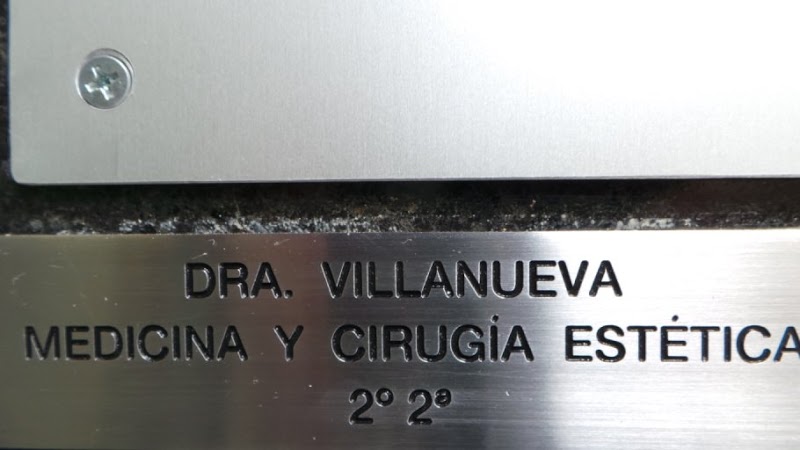 DRA. VILLANUEVA
MEDICINA Y CIRUGÍA ESTÉTICA
2º 2ª